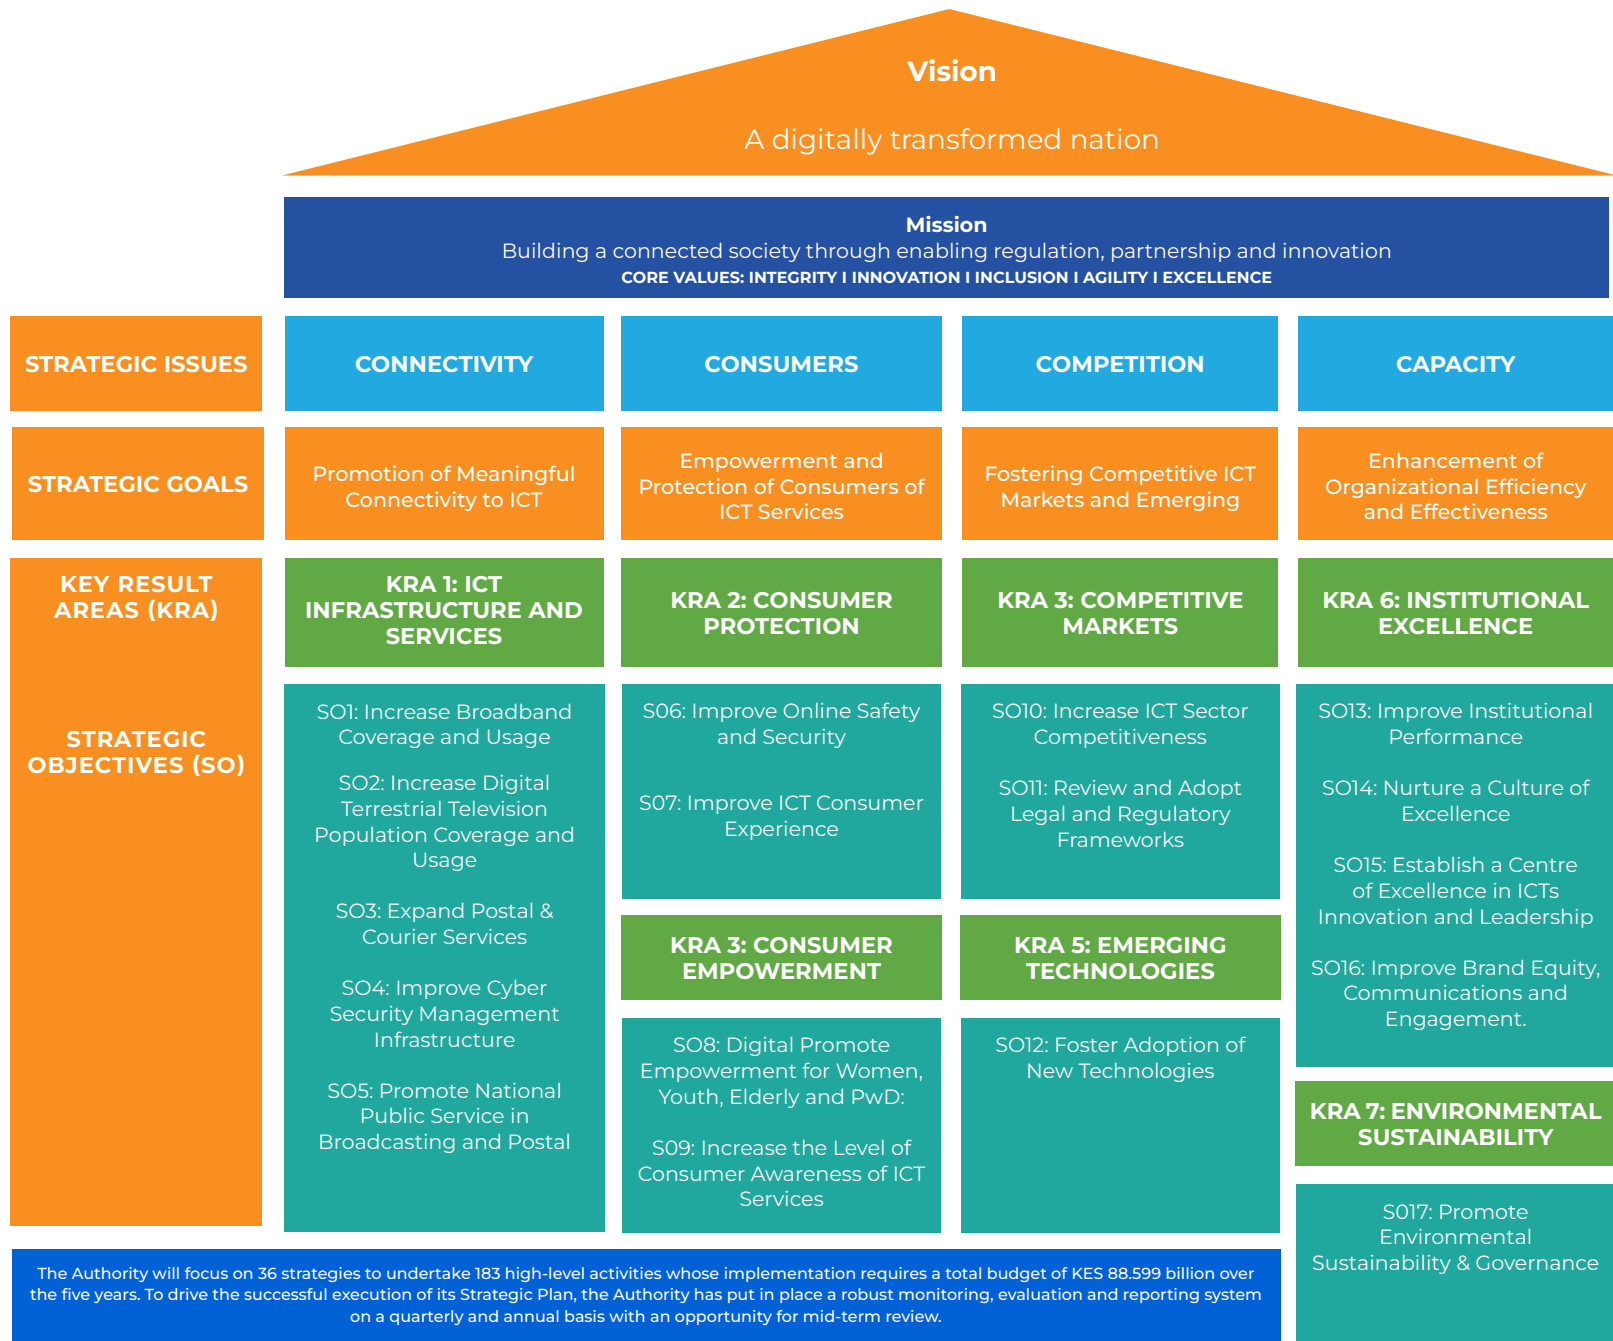 Vision
A digitally transformed nation
Mission
Building a connected society through enabling regulation, partnership and innovation
CORE VALUES: INTEGRITY I INNOVATION I INCLUSION I AGILITY I EXCELLENCE
STRATEGIC ISSUES
CONNECTIVITY
CONSUMERS
COMPETITION
CAPACITY
STRATEGIC GOALS
Promotion of Meaningful
Connectivity to ICT
Empowerment and
Protection of Consumers of
ICT Services
Fostering Competitive ICT
Markets and Emerging
Enhancement of
Organizational Efficiency
and Effectiveness
KEY RESULT
AREAS (KRA)
STRATEGIC
OBJECTIVES (SO)
KRA 1: ICT
INFRASTRUCTURE AND
SERVICES
SO1: Increase Broadband
Coverage and Usage
SO2: Increase Digital
Terrestrial Television
Population Coverage and
Usage
SO3: Expand Postal &
Courier Services
SO4: Improve Cyber
Security Management
Infrastructure
SO5: Promote National
Public Service in
Broadcasting and Postal
KRA 2: CONSUMER
PROTECTION
S06: Improve Online Safety
and Security
S07: Improve ICT Consumer
Experience
KRA 3: CONSUMER
EMPOWERMENT
SO8: Digital Promote
Empowerment for Women,
Youth, Elderly and PwD:
S09: Increase the Level of
Consumer Awareness of ICT
Services
KRA 3: COMPETITIVE
MARKETS
SO10: Increase ICT Sector
Competitiveness
SO11: Review and Adopt
Legal and Regulatory
Frameworks
KRA 5: EMERGING
TECHNOLOGIES
SO12: Foster Adoption of
New Technologies
KRA 6: INSTITUTIONAL
EXCELLENCE
SO13: Improve Institutional
Performance
SO14: Nurture a Culture of
Excellence
SO15: Establish a Centre
of Excellence in ICTs
Innovation and Leadership
SO16: Improve Brand Equity,
Communications and
Engagement.
KRA 7: ENVIRONMENTAL
SUSTAINABILITY
S017: Promote
Environmental
Sustainability & Governance
The Authority will focus on 36 strategies to undertake 183 high-level activities whose implementation requires a total budget of KES 88.599 billion over
the five years. To drive the successful execution of its Strategic Plan, the Authority has put in place a robust monitoring, evaluation and reporting system
on a quarterly and annual basis with an opportunity for mid-term review.